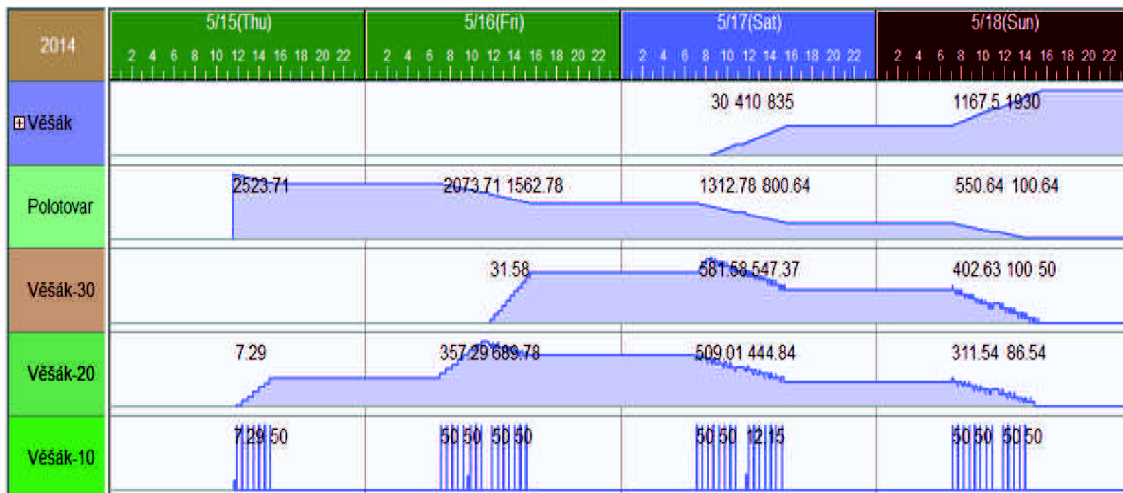 2014 5/15(Thu) 5/16(Fri) 5/17(Sat) 5/18(Sun)
2 4 6 8 10 12 14 16 18 20 22 2 4 6 8 10 12 14 16 18 20 22 2 4 6 8 10 12 14 16 18 20 22 2 4 6 8 10 12 14 16 18 20 22
Věšák 30 410 835 1167.5 1930
Polotovar 2523.71 2073.71 1562.78 1312.78 800.64 550.64 100.64
Věšák-30 31.58 581.58 547.37 402.63 100 50
Věšák-20 7.29 357.29 689.78 509.01 444.84 311.54 86.54
Věšák-10 7.29 50 50 50 50 50 50 50 12.15 50 50 50 50